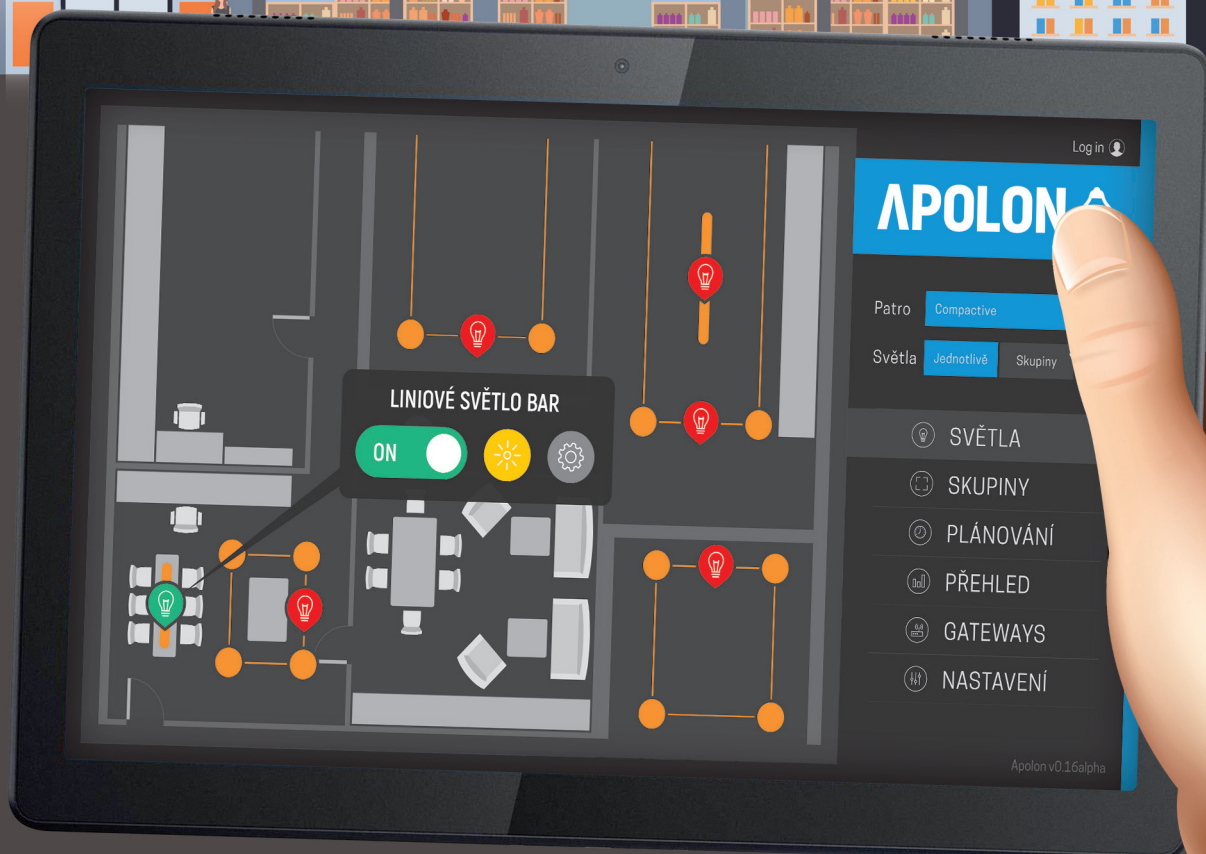 Log in
APOLON
Patro Compactive
Světla Jednotlivě Skupiny
LINIOVÉ SVĚTLO BAR
ON
SVĚTLA
SKUPINY
PLÁNOVÁNÍ
PŘEHLED
GATEWAYS
NASTAVENÍ
Apolon v0.16alpha